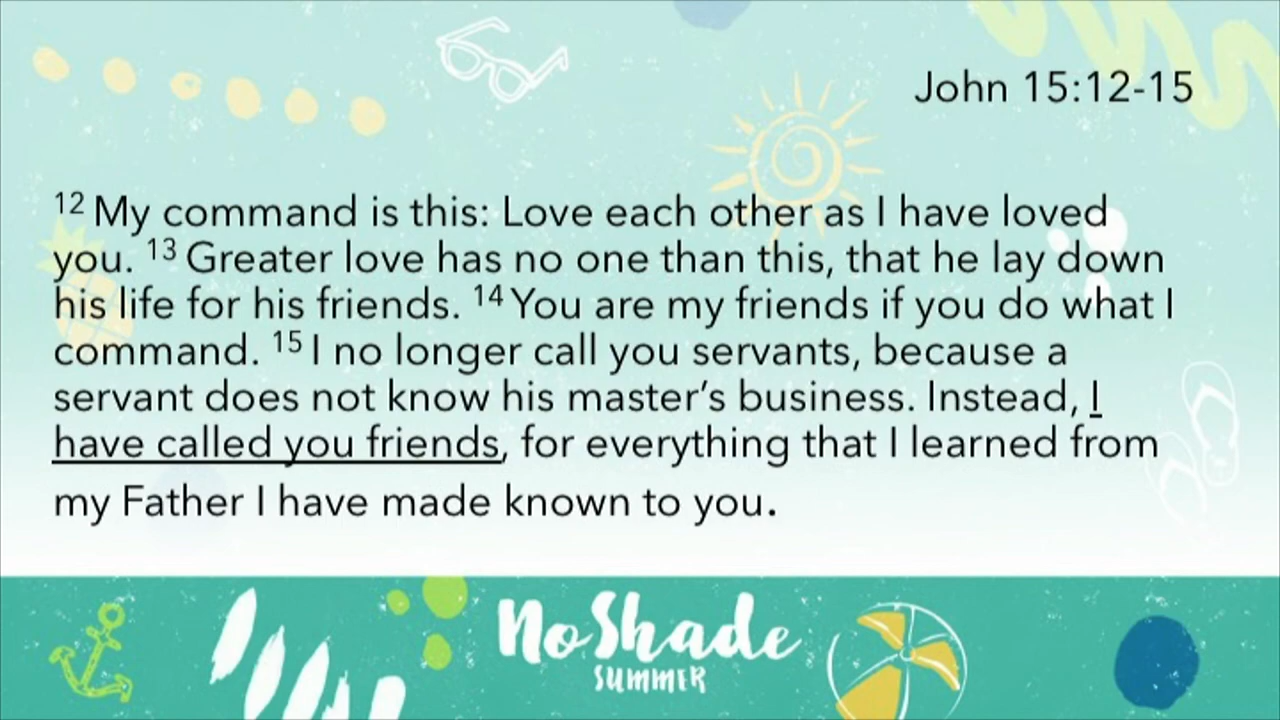 John 15:12-15
12 My command is this: Love each other as I have loved
you. 13 Greater love has no one than this, that he lay down
his life for his friends. 14 You are my friends if you do what I
command. 15 I no longer call you servants, because a
servant does not know his master’s business. Instead, I
have called you friends, for everything that I learned from
my Father I have made known to you.
No Shade
SUMMER